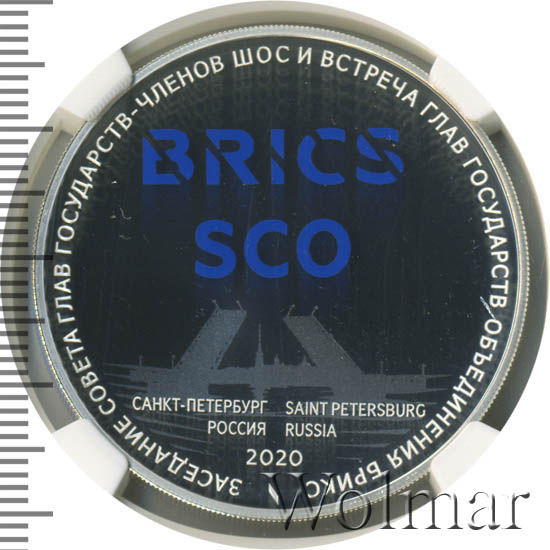 ЗАСЕДАНИЕ СОВЕТА ГЛАВ ГОСУДАРСТВ-ЧЛЕНОВ ШОС И ВСТРЕЧА ГЛАВ ГОСУДАРСТВ ОБЪЕДИНЕНИЯ БРИКС
BRICS
SCO
САНКТ-ПЕТЕРБУРГ SAINT PETERSBURG
РОССИЯ RUSSIA
2020
Wolmar